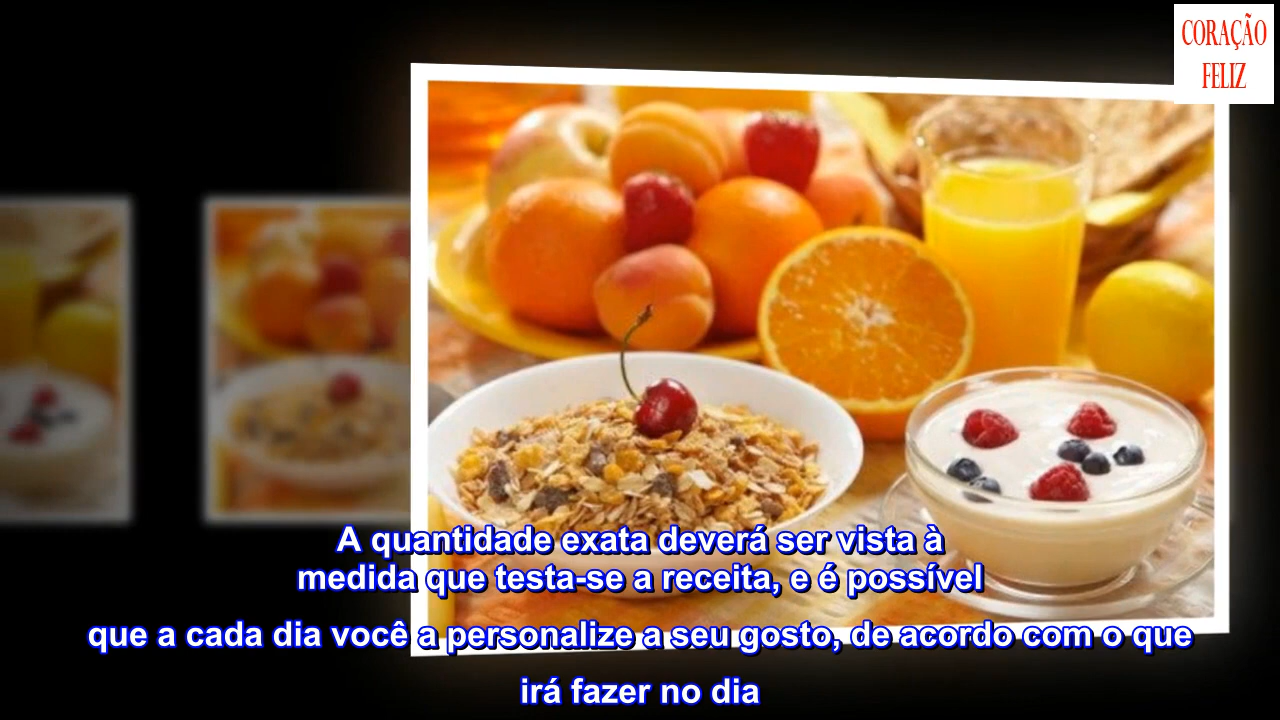 CORAÇÃO
FELIZ
A quantidade exata deverá ser vista à
medida que testa-se a receita, e é possível
que a cada dia você a personalize a seu gosto, de acordo com o que
irá fazer no dia